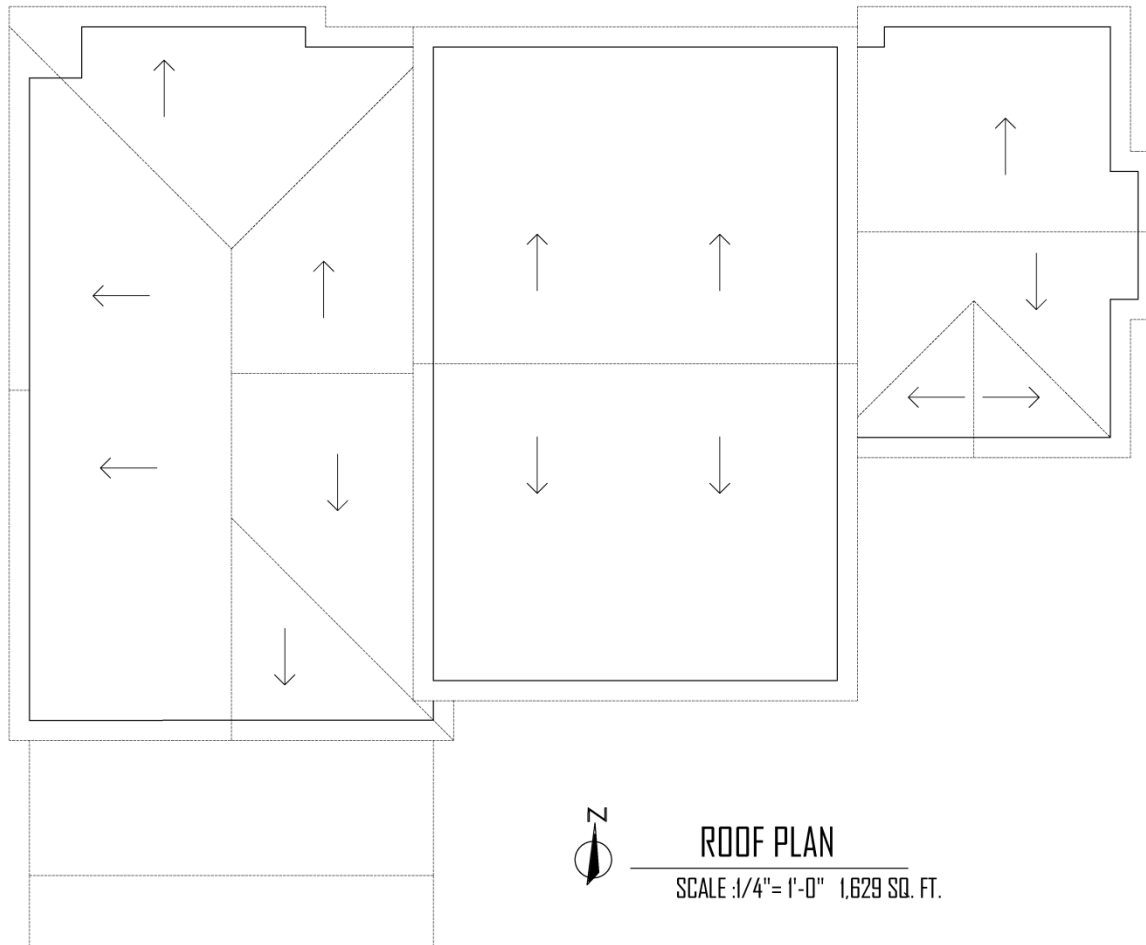 N
ROOF PLAN
SCALE :1/4"= 1'-0" 1,629 SQ. FT.